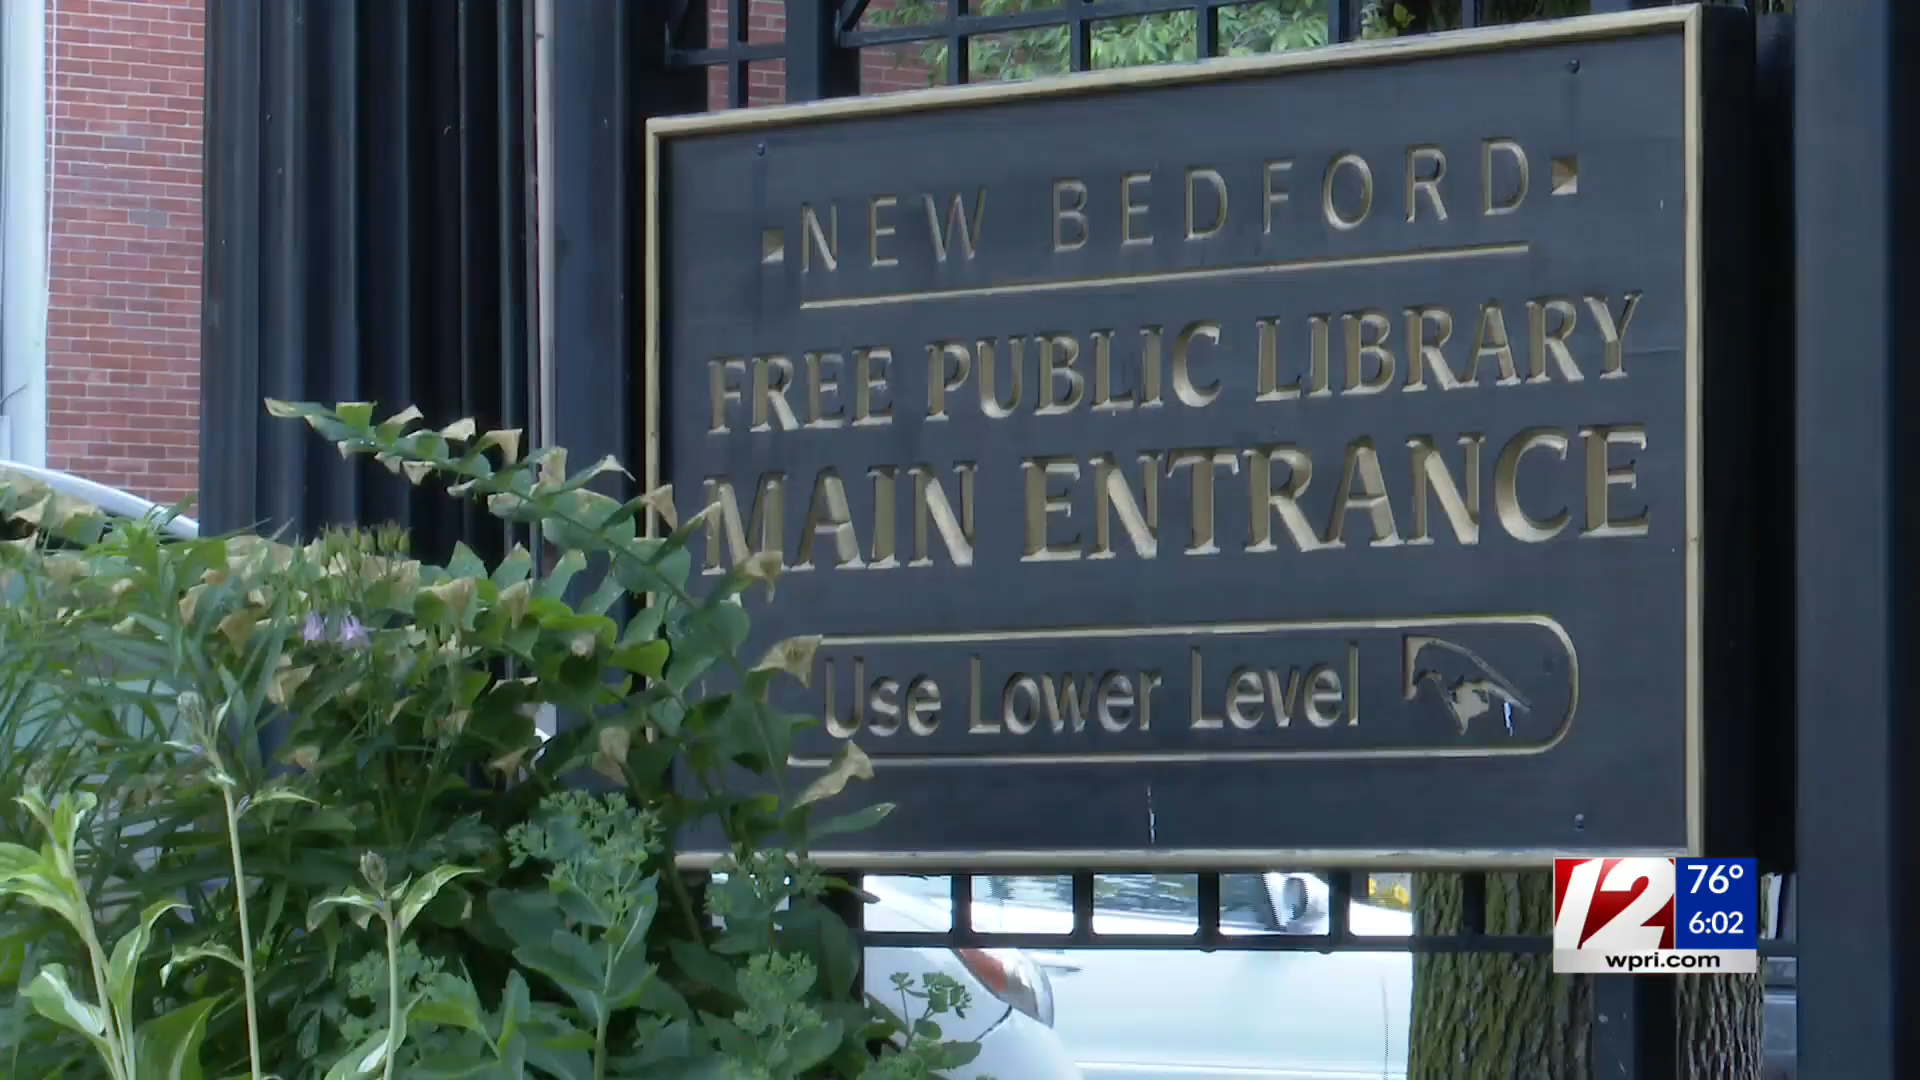 NEW BEDFORD
FREE PUBLIC LIBRARY
MAIN ENTRANCE
Use Lower Level
12
76°
6:02
wpri.com